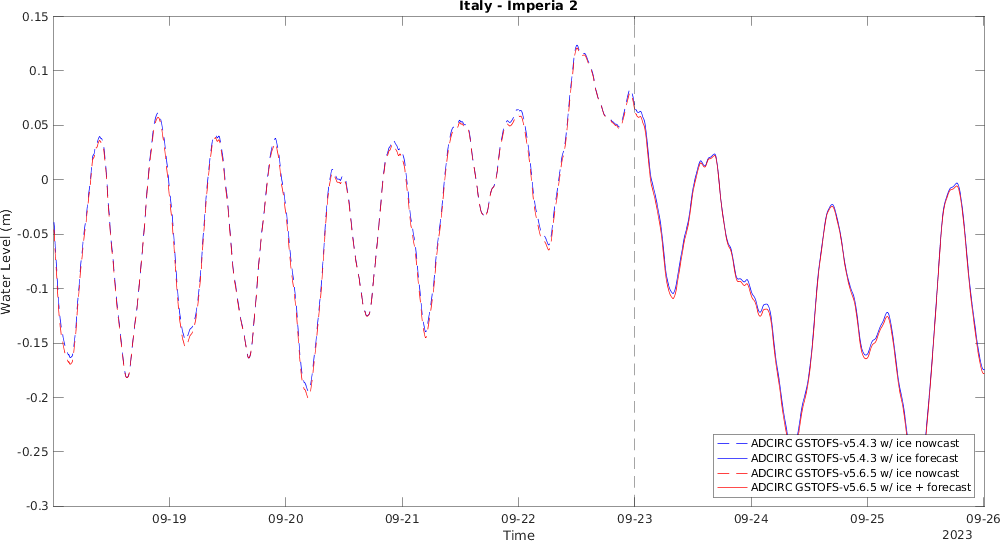 Italy - Imperia 2
0.15
0.1
0.05
0
-0.05
-0.1
-0.15
-0.2
-0.25
-0.3
Water Level (m)
ADCIRC GSTOFS-v5.4.3 w/ ice nowcast
ADCIRC GSTOFS-v5.4.3 w/ ice forecast
ADCIRC GSTOFS-v5.6.5 w/ ice nowcast
ADCIRC GSTOFS-v5.6.5 w/ ice + forecast
09-19 09-20 09-21 09-22 09-23 09-24 09-25 09-26
Time
2023